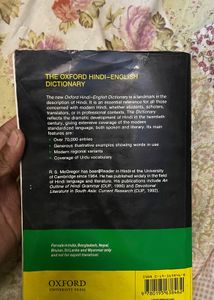 THE OXFORD HINDI–ENGLISH
DICTIONARY
The new Oxford Hindi–English Dictionary is a landmark in the
description of Hindi. It is an essential reference for all those
concerned with modern Hindi, whether students, scholars,
translators, or in professional contexts. The Dictionary
reflects the dramatic development of Hindi in the twentieth
century, giving extensive coverage of the modern
standardized language, both spoken and literary. Its main
features are:
• Over 70,000 entries
• Generous illustrative examples showing words in use
• Modern regional variants
• Coverage of Urdu vocabulary
R. S. McGregor has been Reader in Hindi at the University of
Cambridge since 1964. He has published widely in the field
of Hindi language and literature. His publications include An
Outline of Hindi Grammar (OUP, 1995) and Devotional
Literature in South Asia: Current Research (CUP, 1992).
For sale in India, Bangladesh, Nepal,
Bhutan, Sri Lanka and Myanmar only
and not for export therefrom
OXFORD
UNIVERSITY PRESS
9 780195 638462